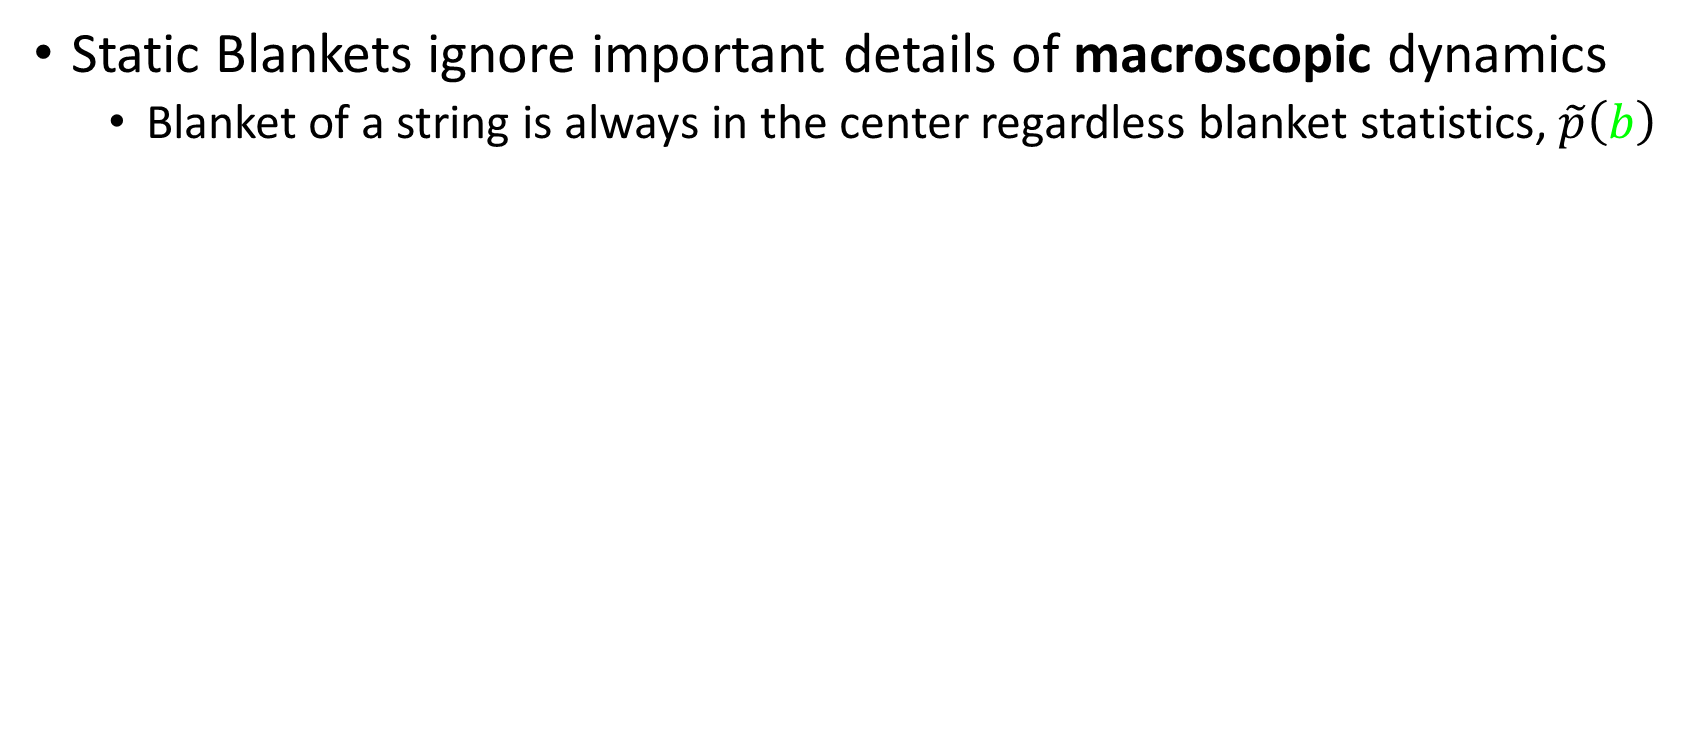 • Static Blankets ignore important details of macroscopic dynamics
• Blanket of a string is always in the center regardless blanket statistics, p̃(b)